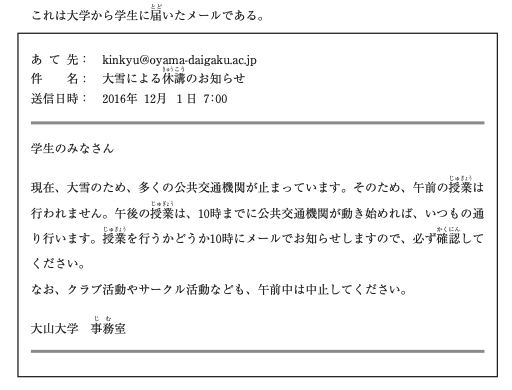 これは大学から学生に届いたメールである。
あて先： kinkyu@oyama-daigaku.ac.jp
件　名： 大雪による休講のお知らせ
送信日時： 2016年 12月 1日 7:00
学生のみなさん
現在、大雪のため、多くの公共交通機関が止まっています。そのため、午前の授業は
行われません。午後の授業は、10時までに公共交通機関が動き始めれば、いつもの通
り行います。授業を行うかどうか10時にメールでお知らせしますので、必ず確認して
ください。
なお、クラブ活動やサークル活動なども、午前中は中止してください。
大山大学　事務室